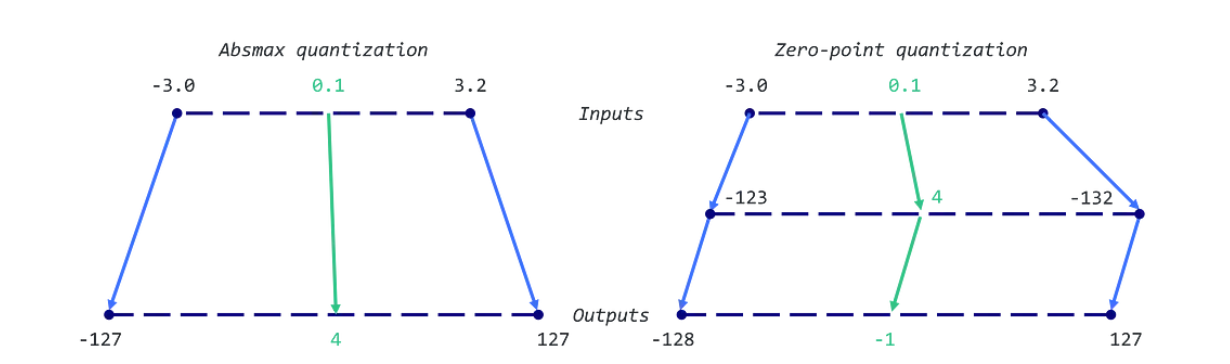 Absmax quantization
Zero-point quantization
-3.0 0.1 3.2
-3.0 0.1 3.2
Inputs
-123 4 -132
Outputs
-127 4 127
-128 -1 127